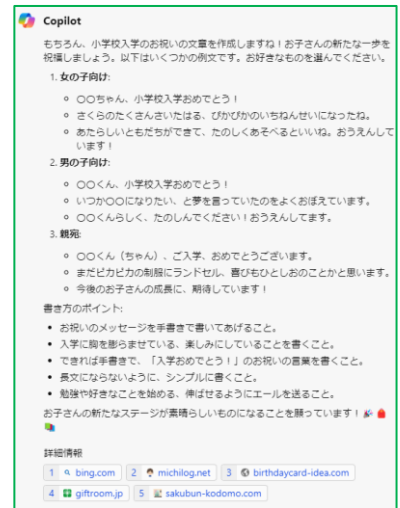 Copilot
もちろん、小学校入学のお祝いの文章を作成しますね！お子さんの新たな一歩を
祝福しましょう。以下はいくつかの例文です。お好きなものを選んでください。
1. 女の子向け:
○○ちゃん、小学校入学おめでとう！
さくらのたくさんさいたはる、ぴかぴかのいちねんせいになったね。
あたらしいともだちができて、たのしくあそべるといいね。おうえんして
います！
2. 男の子向け:
○○くん、小学校入学おめでとう！
いつか○○になりたい、と夢を言っていたのをよくおぼえています。
○○くんらしく、たのしんでください！おうえんしてます。
3. 親宛:
○○くん（ちゃん）、ご入学、おめでとうございます。
まだピカピカの制服にランドセル、喜びもひとしおのことかと思います。
今後のお子さんの成長に、期待しています！
書き方のポイント:
お祝いのメッセージを手書きで書いてあげること。
入学に胸を膨らませている、楽しみにしていることを書くこと。
できれば手書きで、「入学おめでとう！」のお祝いの言葉を書くこと。
長文にならないように、シンプルに書くこと。
勉強や好きなことを始める、伸ばせるようにエールを送ること。
お子さんの新たなステージが素晴らしいものになることを願っています！🎉🎒
📚
詳細情報
1 bing.com 2 michilog.net 3 birthdaycard-idea.com
4 giftroom.jp 5 sakubun-kodomo.com